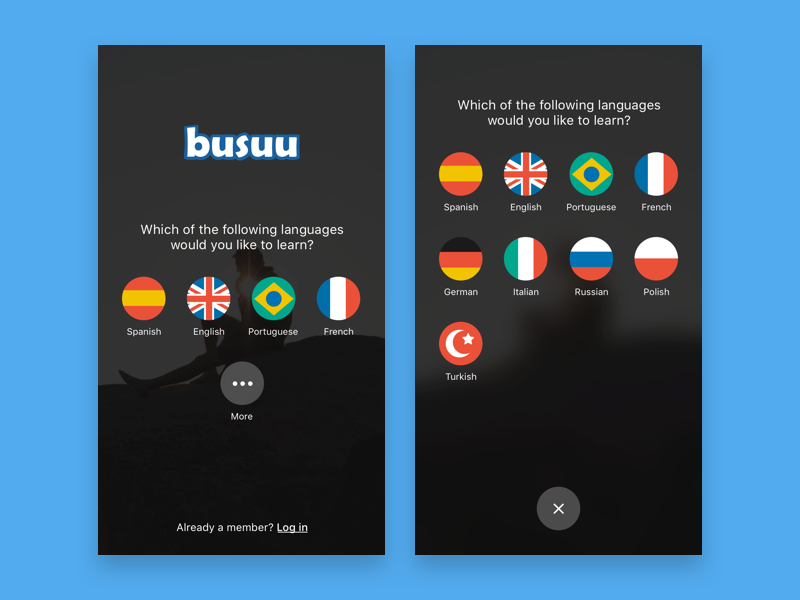 busuu
Which of the following languages
would you like to learn?
Spanish English Portuguese French
More
Already a member? Log in
Which of the following languages
would you like to learn?
Spanish English Portuguese French
German Italian Russian Polish
Turkish